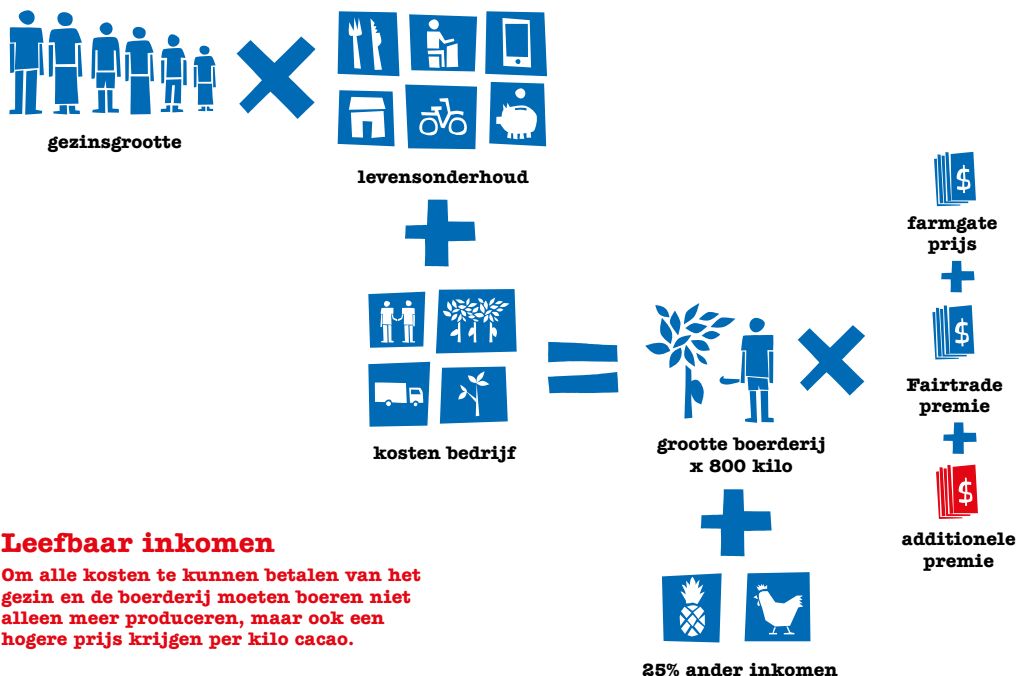 gezinsgrootte
levensonderhoud
kosten bedrijf
grootte boerderij
x 800 kilo
25% ander inkomen
$
farmgate
prijs
$
Fairtrade
premie
$
additionele
premie
Leefbaar inkomen
Om alle kosten te kunnen betalen van het
gezin en de boerderij moeten boeren niet
alleen meer produceren, maar ook een
hogere prijs krijgen per kilo cacao.